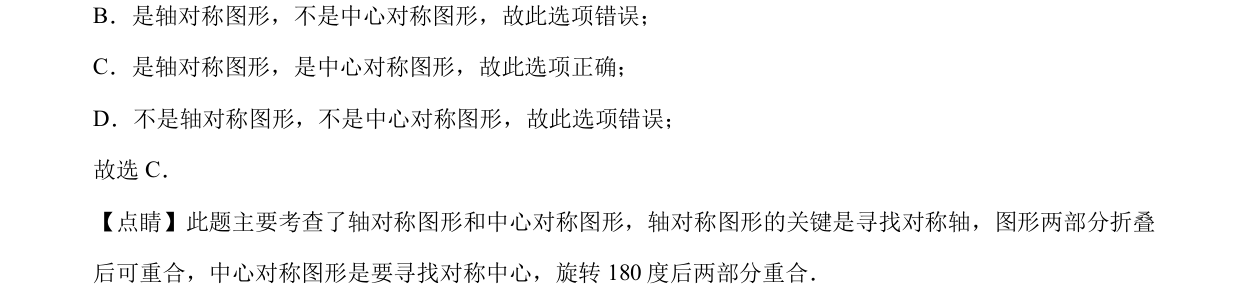 B．是轴对称图形，不是中心对称图形，故此选项错误；
C．是轴对称图形，是中心对称图形，故此选项正确；
D．不是轴对称图形，不是中心对称图形，故此选项错误；
故选 C．
【点睛】此题主要考查了轴对称图形和中心对称图形，轴对称图形的关键是寻找对称轴，图形两部分折叠
后可重合，中心对称图形是要寻找对称中心，旋转 180 度后两部分重合．